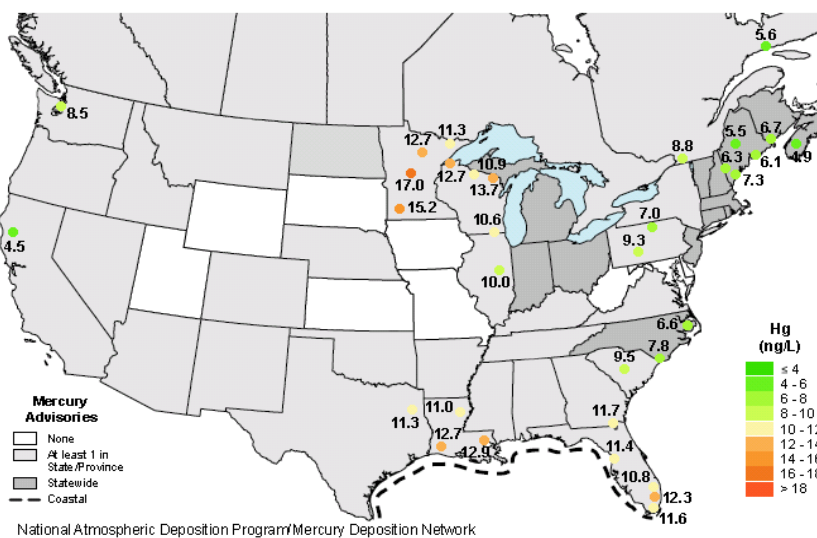 5.6
8.5
11.3
12.7
10.9
8.8
5.5
6.7
4.9
6.3
6.1
7.3
17.0
12.7
13.7
15.2
4.5
10.6
7.0
9.3
10.0
6.6
7.8
9.5
11.0
11.3
11.7
12.7
12.9
11.4
10.8
12.3
11.6
Hg
(ng/L)
≤ 4
4 - 6
6 - 8
8 - 10
10 - 12
12 - 14
14 - 16
16 - 18
> 18
Mercury
Advisories
None
At least 1 in
State/Province
Statewide
Coastal
National Atmospheric Deposition Program/Mercury Deposition Network